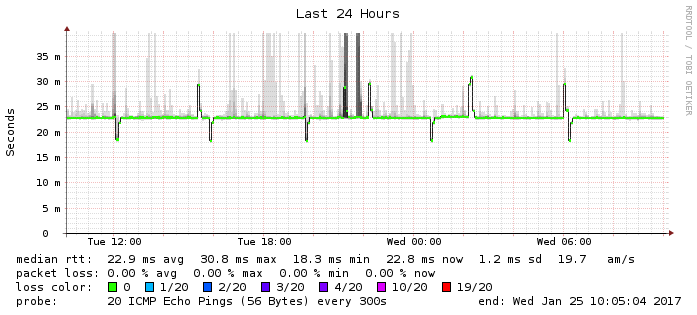 Last 24 Hours
RRDTOOL / TOBI OETIKER
Seconds
35 m
30 m
25 m
20 m
15 m
10 m
5 m
0
Tue 12:00 Tue 18:00 Wed 00:00 Wed 06:00
median rtt: 22.9 ms avg 30.8 ms max 18.3 ms min 22.8 ms now 1.2 ms sd 19.7 am/s
packet loss: 0.00 % avg 0.00 % max 0.00 % min 0.00 % now
loss color: 0 1/20 2/20 3/20 4/20 10/20 19/20
probe: 20 ICMP Echo Pings (56 Bytes) every 300s end: Wed Jan 25 10:05:04 2017